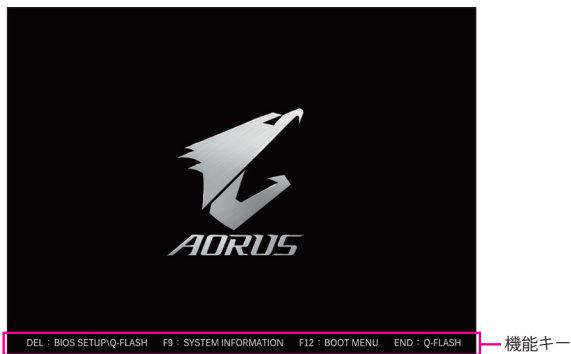 AORUS
DEL : BIOS SETUP\Q-FLASH F9 : SYSTEM INFORMATION F12 : BOOT MENU END : Q-FLASH
機能キー